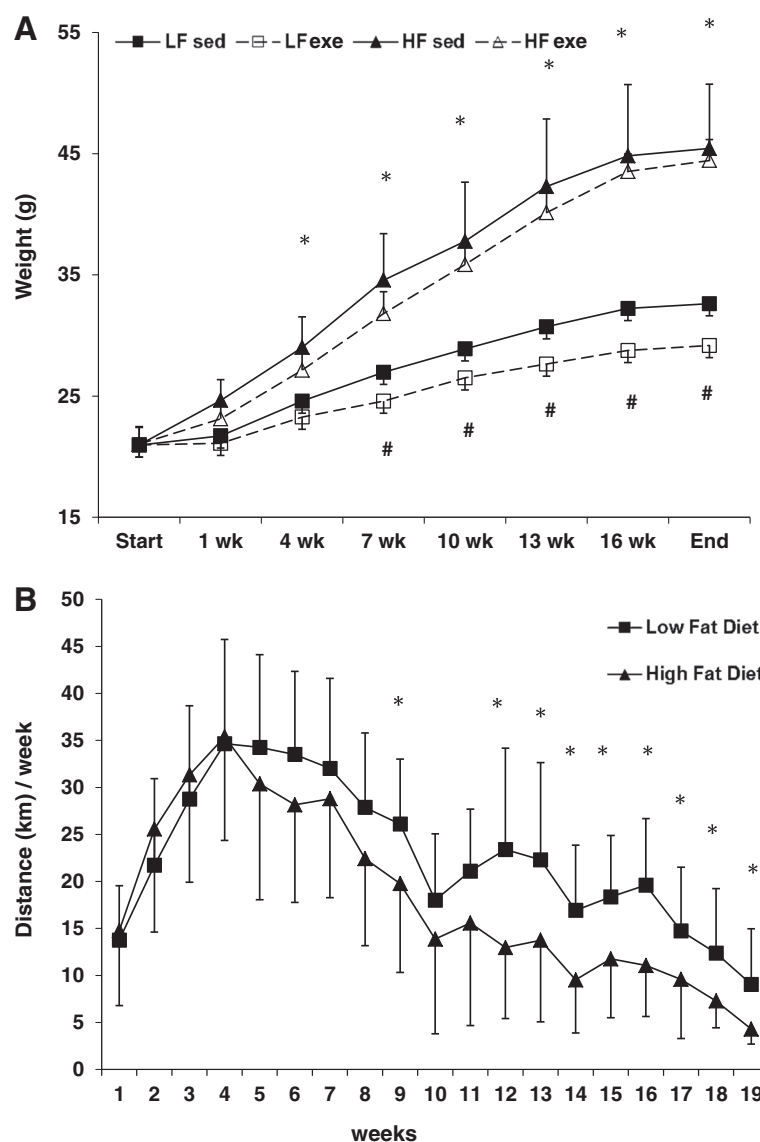 A
55
LF sed LF exe HF sed HF exe
* * * * * *
45
Weight (g)
35
25
# # # # #
15
Start 1 wk 4 wk 7 wk 10 wk 13 wk 16 wk End
B
50
Low Fat Diet
45
High Fat Diet
40
* * * * * * * * *
35
30
Distance (km) / week
25
20
15
10
5
0
1 2 3 4 5 6 7 8 9 10 11 12 13 14 15 16 17 18 19
weeks